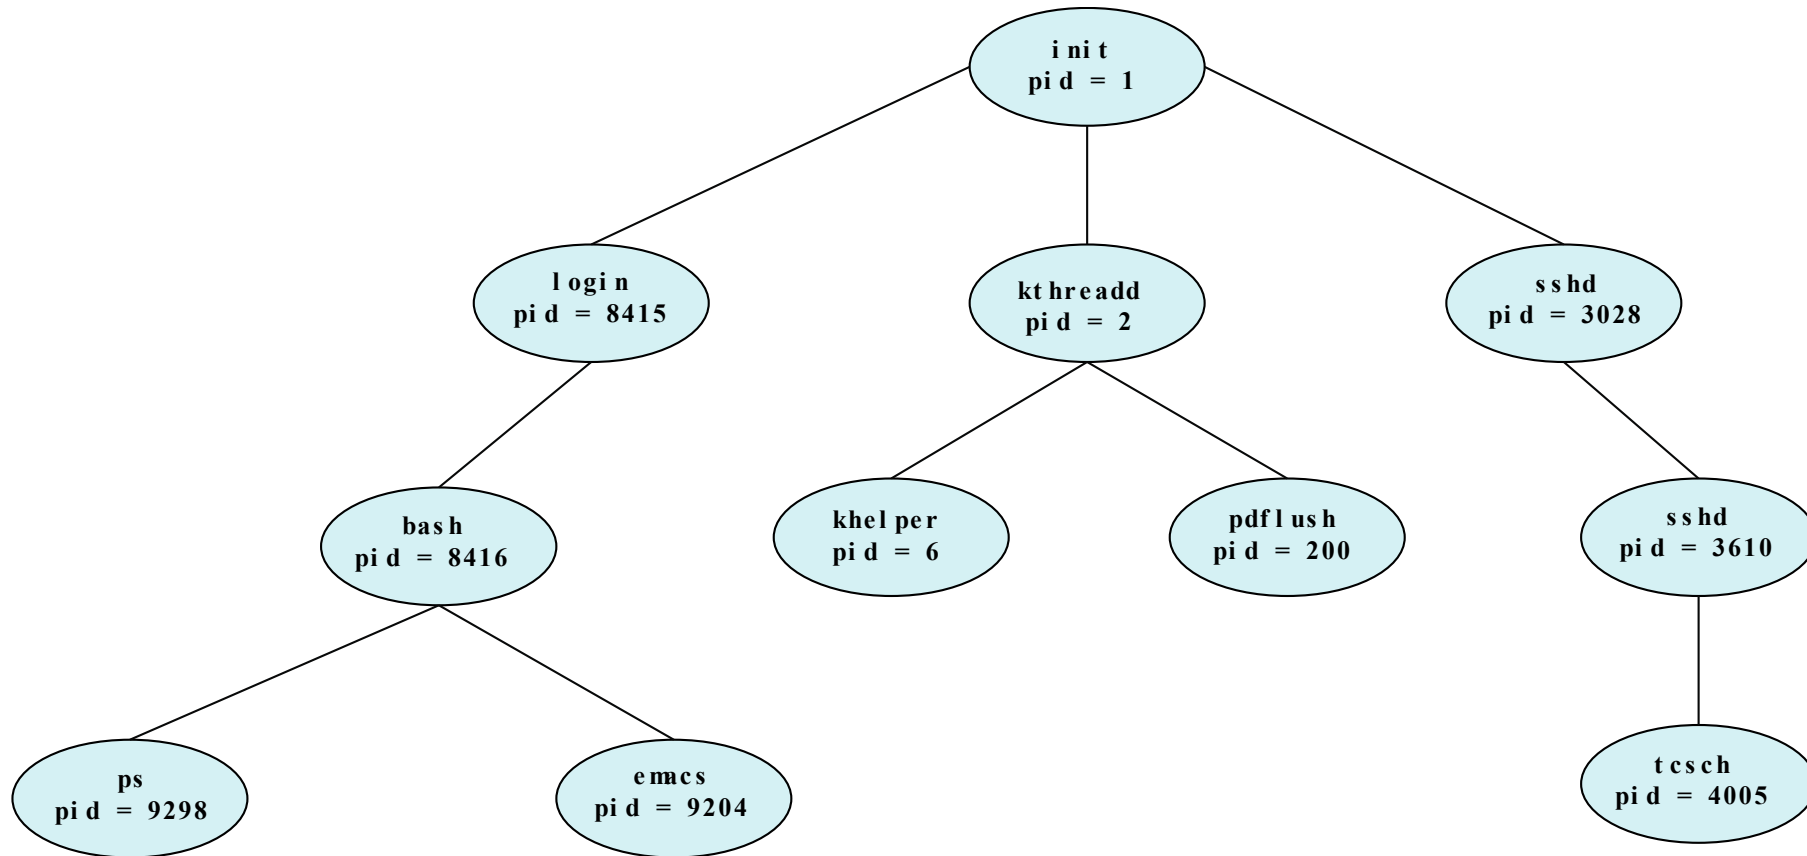 init
pid = 1
login
pid = 8415
kthreadd
pid = 2
sshd
pid = 3028
bash
pid = 8416
khelper
pid = 6
pdflush
pid = 200
sshd
pid = 3610
ps
pid = 9298
emacs
pid = 9204
tcsch
pid = 4005